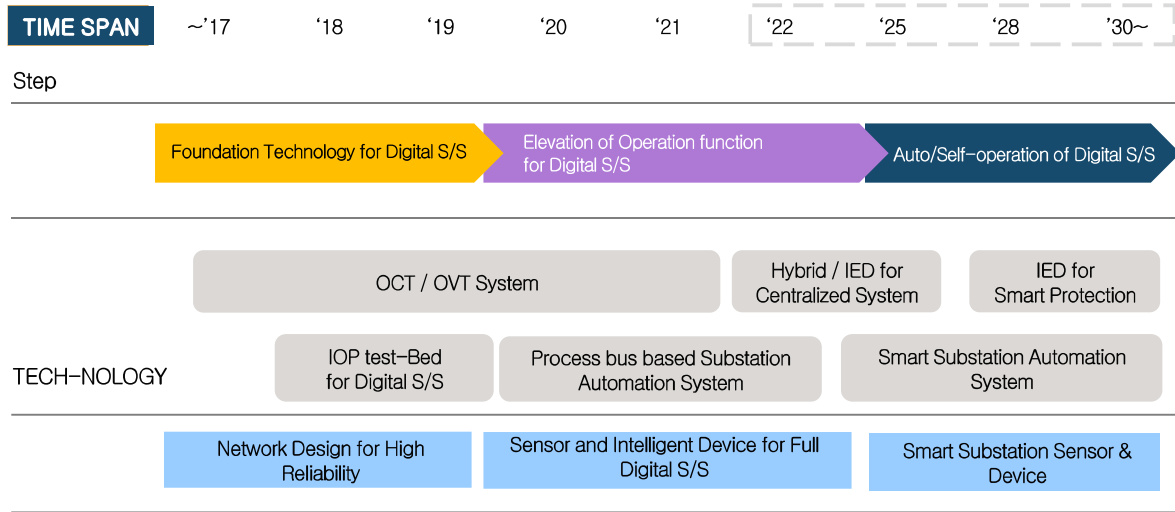 TIME SPAN ~'17 '18 '19 '20 '21 '22 '25 '28 '30~
Step
Foundation Technology for Digital S/S
Elevation of Operation function
for Digital S/S
Auto/Self-operation of Digital S/S
OCT / OVT System
Hybrid / IED for
Centralized System
IED for
Smart Protection
TECH-NOLOGY
IOP test-Bed
for Digital S/S
Process bus based Substation
Automation System
Smart Substation Automation
System
Network Design for High
Reliability
Sensor and Intelligent Device for Full
Digital S/S
Smart Substation Sensor &
Device